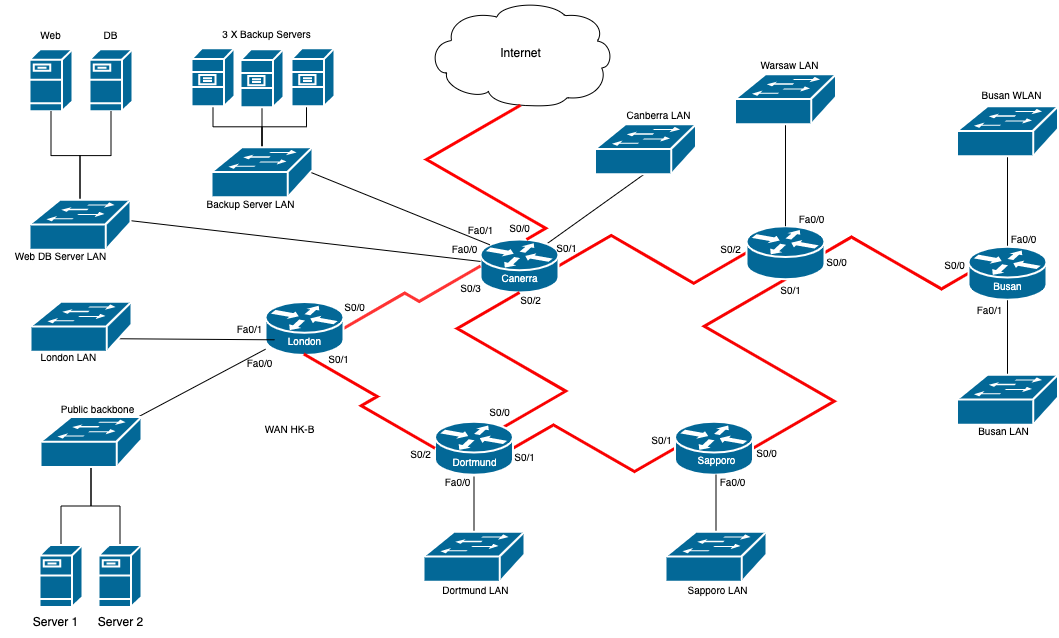 Web
DB
3 X Backup Servers
Internet
Warsaw LAN
Busan WLAN
Canberra LAN
Backup Server LAN
Web DB Server LAN
Fa0/1
S0/0
Fa0/0
S0/1
S0/3
S0/2
Canerra
Fa0/0
S0/2
S0/0
S0/1
Fa0/0
S0/0
Busan
Fa0/1
S0/0
Fa0/1
London
London LAN
Fa0/0
S0/1
Public backbone
WAN HK-B
S0/0
S0/2
Dortmund
S0/1
Fa0/0
S0/1
Sapporo
S0/0
Fa0/0
Busan LAN
Dortmund LAN
Sapporo LAN
Server 1
Server 2